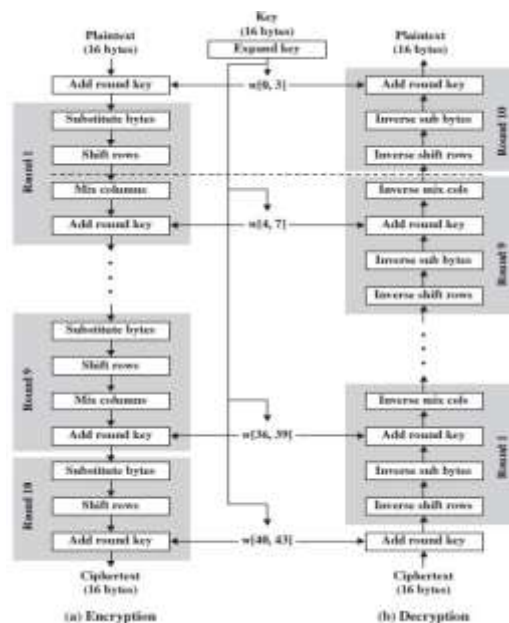 Key
(16 bytes)
Expand key
w[0, 3]
w[4, 7]
w[36, 39]
w[40, 43]
Plaintext
(16 bytes)
Add round key
Round 1
Substitute bytes
Shift rows
Mix columns
Add round key
Round 9
Substitute bytes
Shift rows
Mix columns
Add round key
Round 10
Substitute bytes
Shift rows
Add round key
Ciphertext
(16 bytes)
(a) Encryption
Plaintext
(16 bytes)
Add round key
Inverse sub bytes
Inverse shift rows
Round 10
Inverse mix cols
Add round key
Inverse sub bytes
Inverse shift rows
Round 9
Inverse mix cols
Add round key
Inverse sub bytes
Inverse shift rows
Round 1
Add round key
Ciphertext
(16 bytes)
(b) Decryption